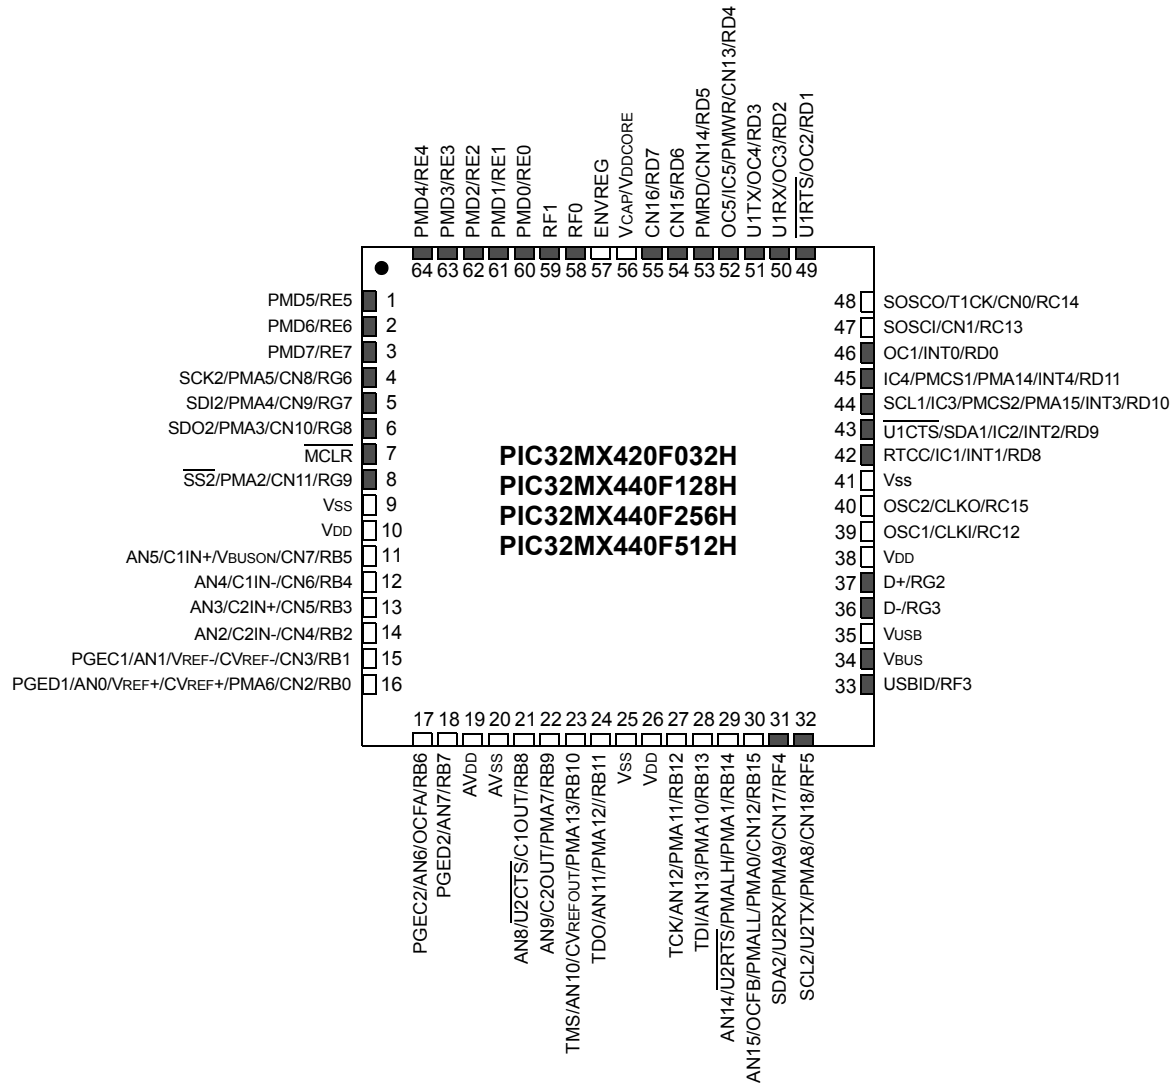 PMD4/RE4
PMD3/RE3
PMD2/RE2
PMD1/RE1
PMD0/RE0
RF1
RF0
ENVREG
VCAP/VDDCORE
CN16/RD7
CN15/RD6
PMRD/CN14/RD5
OC5/IC5/PMWR/CN13/RD4
U1TX/OC4/RD3
U1RX/OC3/RD2
U1RTS/OC2/RD1
64 63 62 61 60 59 58 57 56 55 54 53 52 51 50 49
PMD5/RE5 1
PMD6/RE6 2
PMD7/RE7 3
SCK2/PMA5/CN8/RG6 4
SDI2/PMA4/CN9/RG7 5
SDO2/PMA3/CN10/RG8 6
MCLR 7
SS2/PMA2/CN11/RG9 8
VSS 9
VDD 10
AN5/C1IN+/VBUSON/CN7/RB5 11
AN4/C1IN-/CN6/RB4 12
AN3/C2IN+/CN5/RB3 13
AN2/C2IN-/CN4/RB2 14
PGEC1/AN1/VREF-/CVREF-/CN3/RB1 15
PGED1/AN0/VREF+/CVREF+/PMA6/CN2/RB0 16
PIC32MX420F032H
PIC32MX440F128H
PIC32MX440F256H
PIC32MX440F512H
48 SOSCO/T1CK/CN0/RC14
47 SOSCI/CN1/RC13
46 OC1/INT0/RD0
45 IC4/PMCS1/PMA14/INT4/RD11
44 SCL1/IC3/PMCS2/PMA15/INT3/RD10
43 U1CTS/SDA1/IC2/INT2/RD9
42 RTCC/IC1/INT1/RD8
41 Vss
40 OSC2/CLKO/RC15
39 OSC1/CLKI/RC12
38 VDD
37 D+/RG2
36 D-/RG3
35 VUSB
34 VBUS
33 USBID/RF3
17 18 19 20 21 22 23 24 25 26 27 28 29 30 31 32
PGEC2/AN6/OCFA/RB6
PGED2/AN7/RB7
AVDD
AVSS
AN8/U2CTS/C1OUT/RB8
AN9/C2OUT/PMA7/RB9
TMS/AN10/CVREFOUT/PMA13/RB10
TDO/AN11/PMA12//RB11
VSS
VDD
TCK/AN12/PMA11/RB12
TDI/AN13/PMA10/RB13
AN14/U2RTS/PMALH/PMA1/RB14
AN15/OCFB/PMALL/PMA0/CN12/RB15
SDA2/U2RX/PMA9/CN17/RF4
SCL2/U2TX/PMA8/CN18/RF5